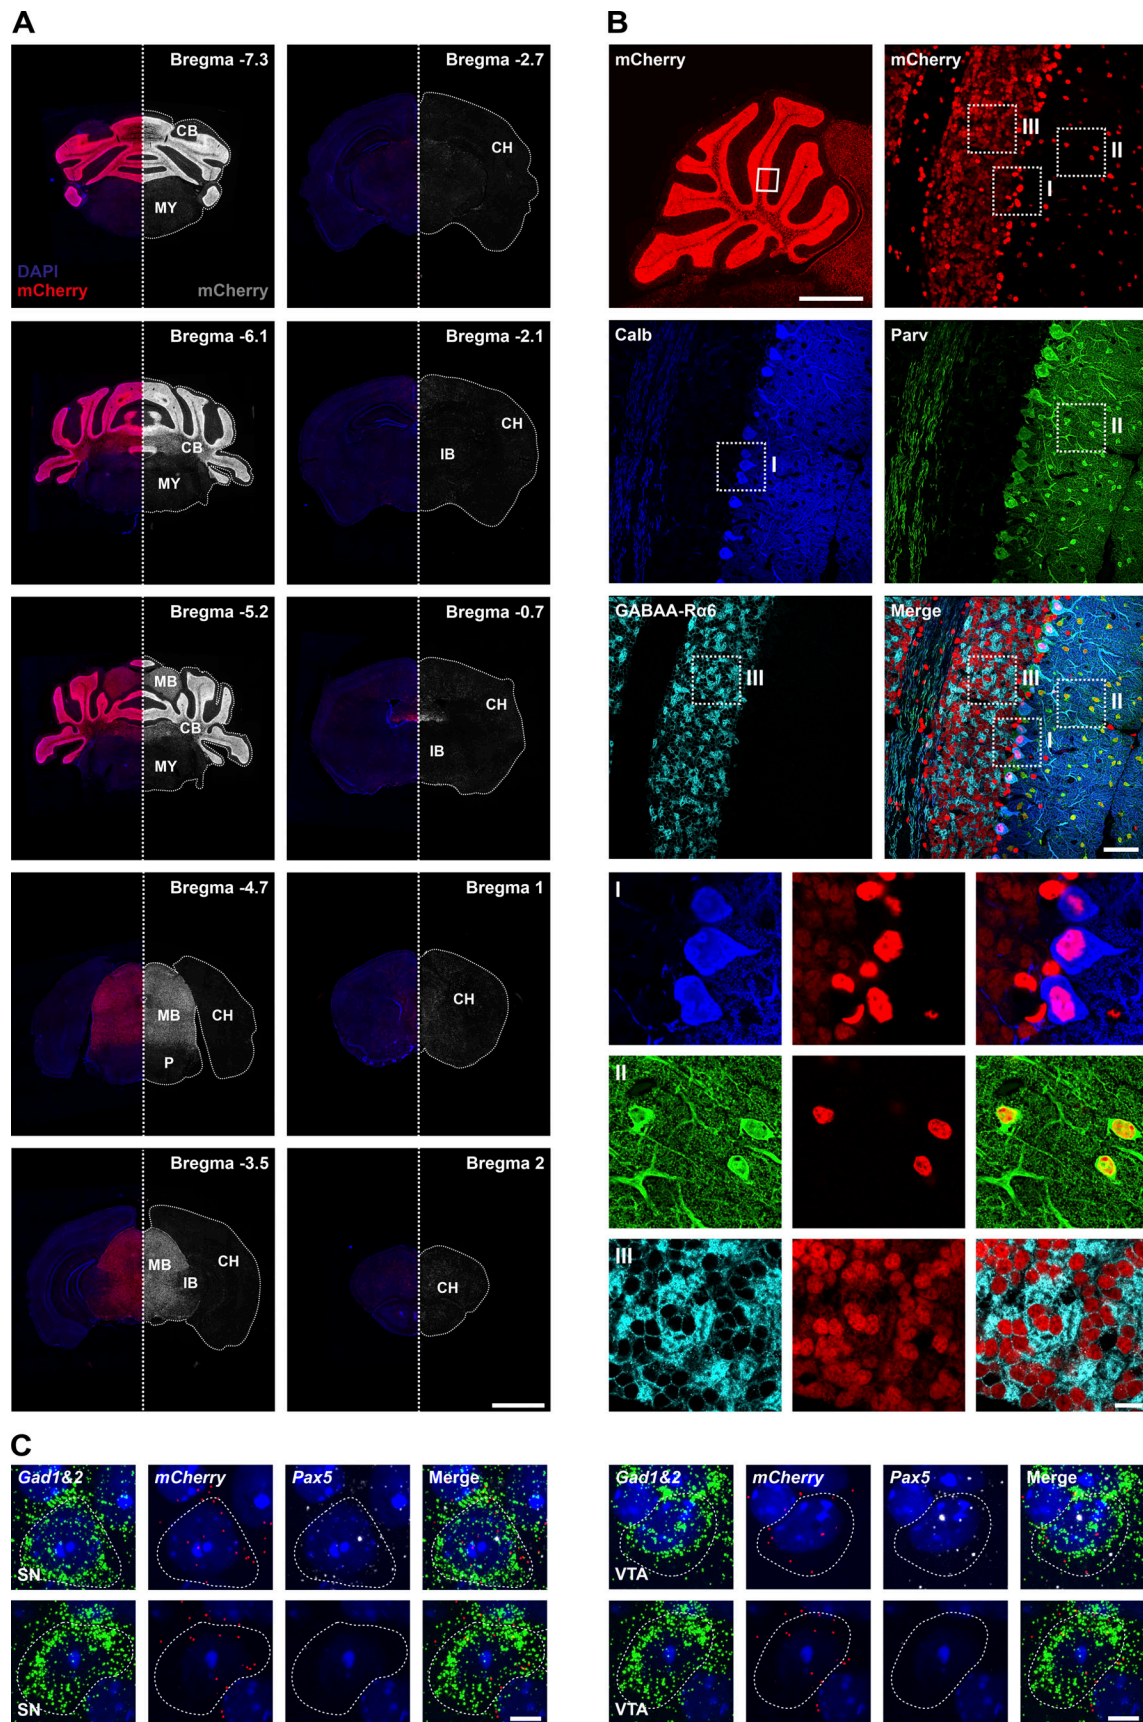 A
Bregma -7.3
CB
MY
DAPI
mCherry
mCherry
Bregma -2.7
CH
Bregma -6.1
CB
MY
Bregma -2.1
CH
IB
Bregma -5.2
MB
CB
MY
Bregma -0.7
CH
IB
Bregma -4.7
MB
CH
P
Bregma 1
CH
Bregma -3.5
MB
IB
CH
Bregma 2
CH
B
mCherry
mCherry
III
II
I
Calb
I
Parv
II
GABAA-Rα6
III
Merge
III
II
I
I
II
III
C
Gad1&2
mCherry
Pax5
Merge
SN
SN
Gad1&2
mCherry
Pax5
Merge
VTA
VTA